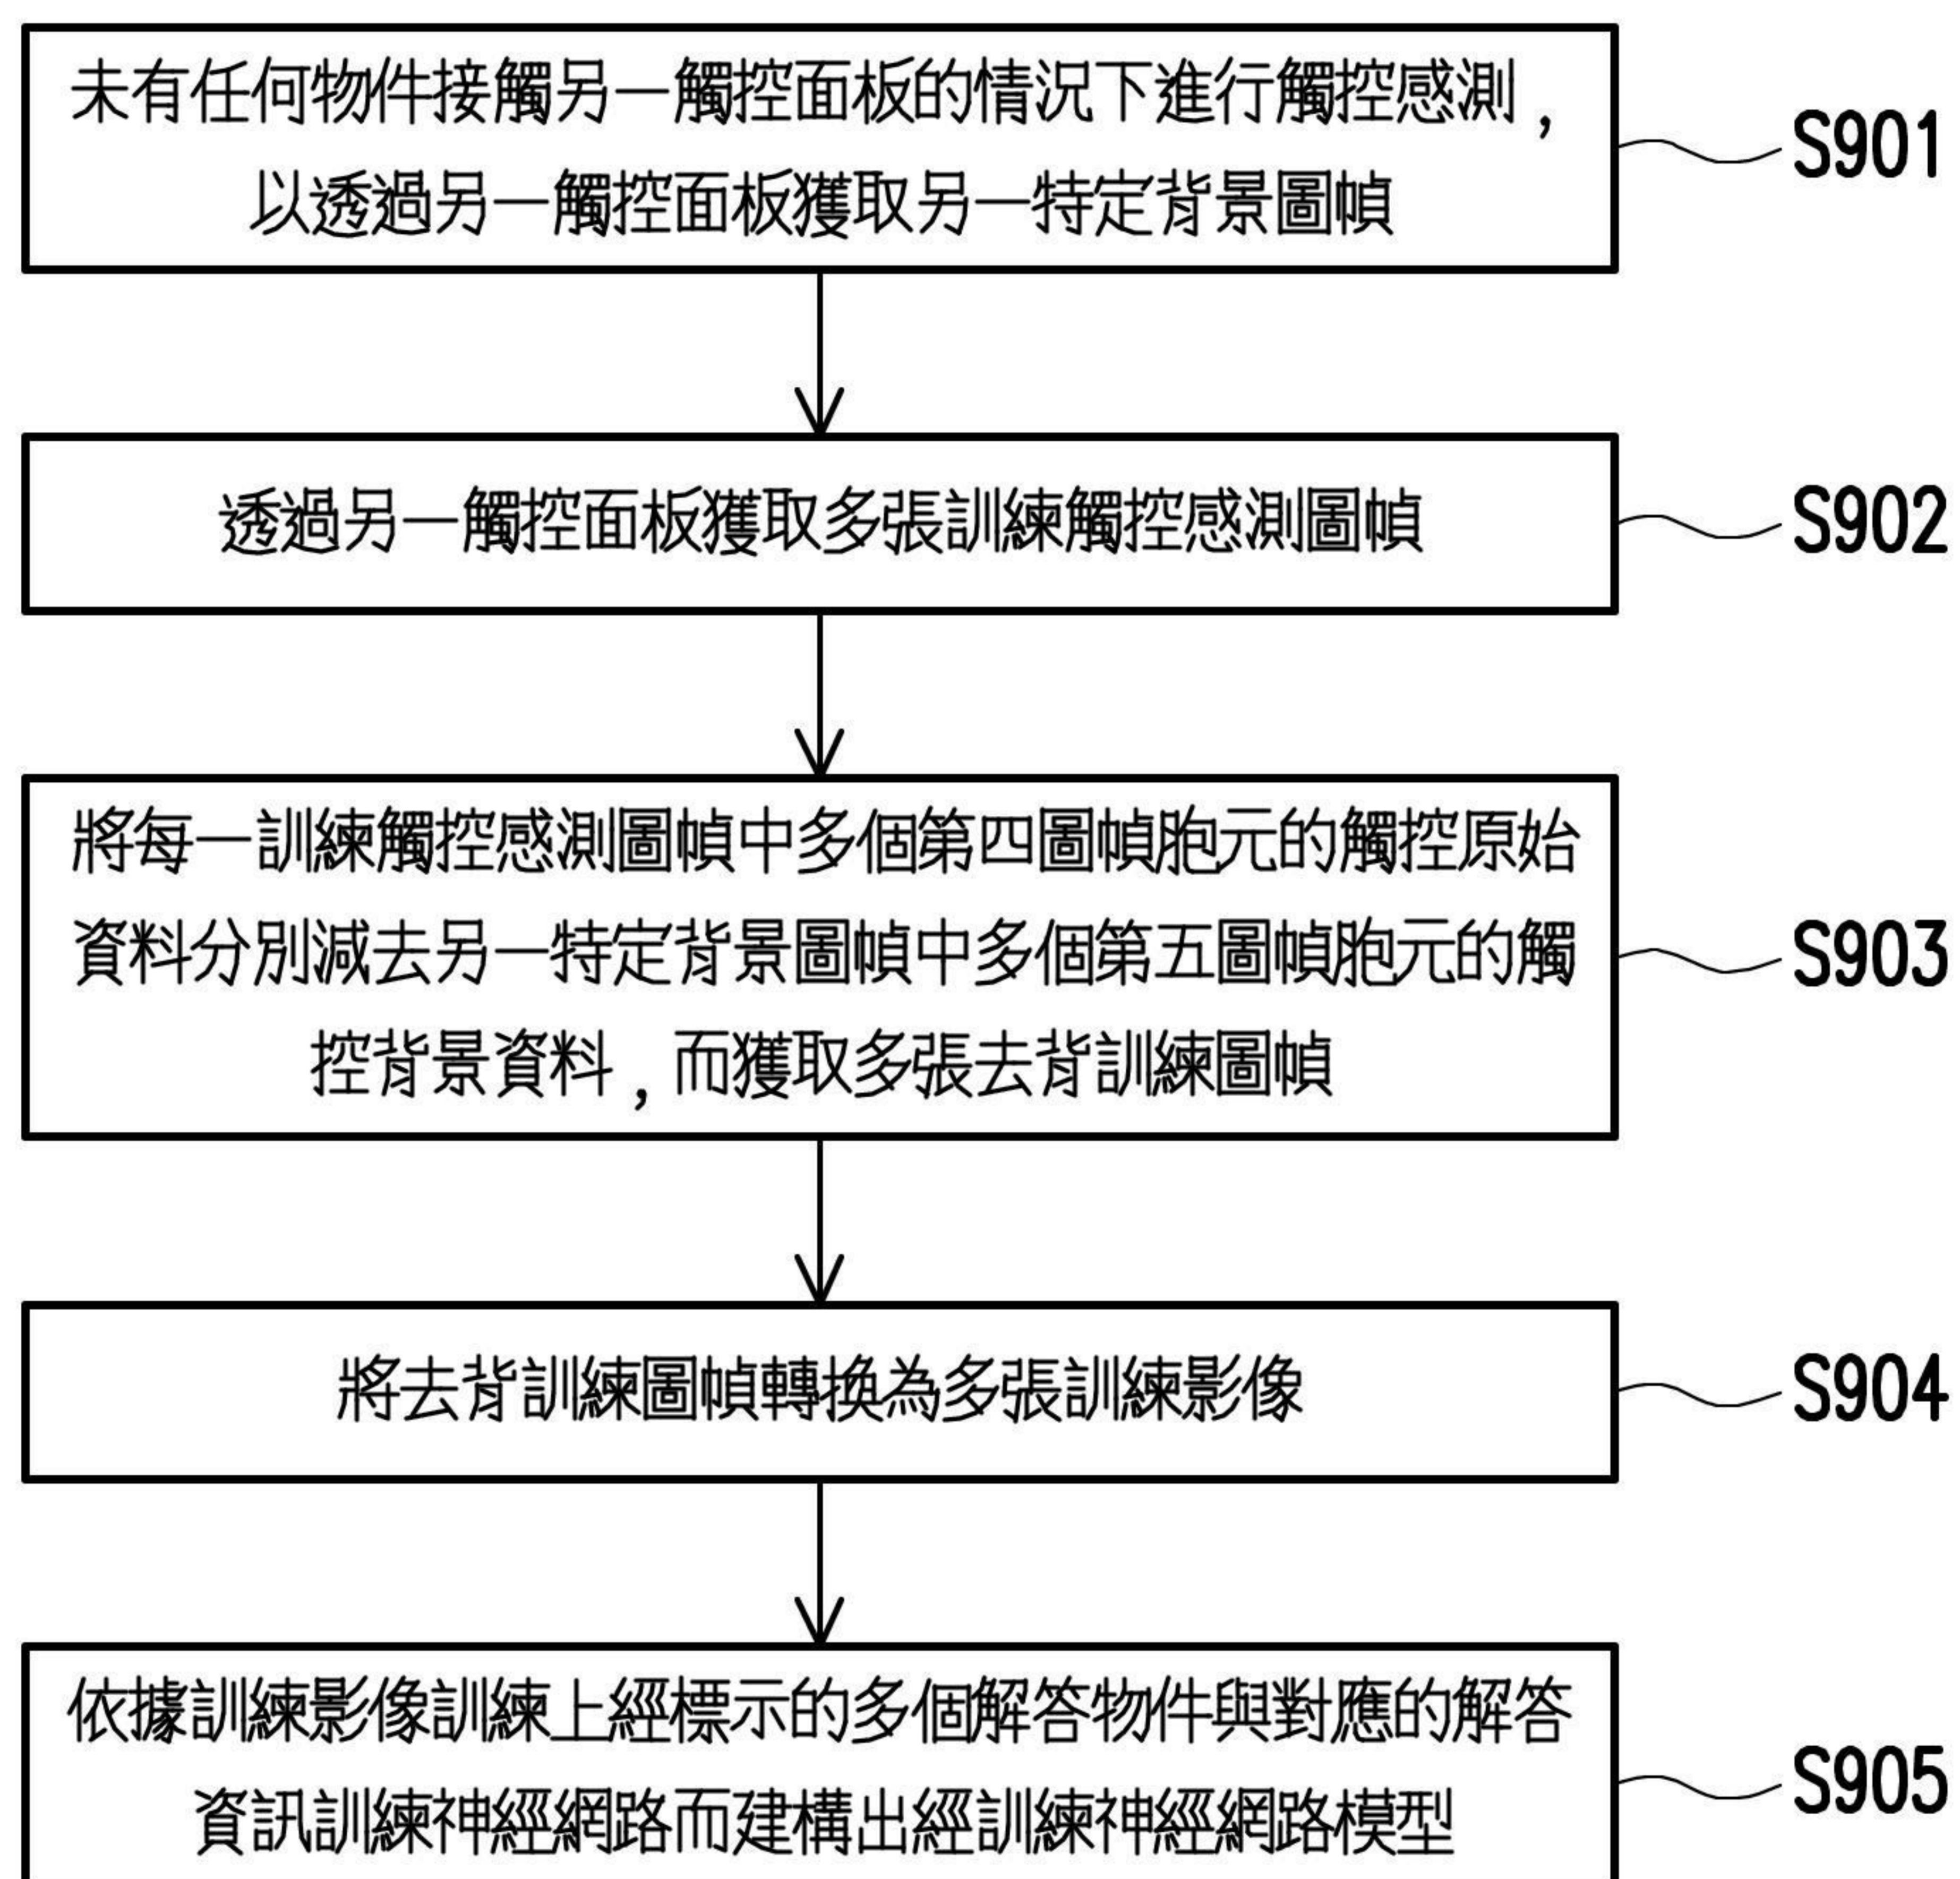 未有任何物件接觸另一觸控面板的情況下進行觸控感測，
以透過另一觸控面板獲取另一特定背景圖幀
S901
透過另一觸控面板獲取多張訓練觸控感測圖幀
S902
將每一訓練觸控感測圖幀中多個第四圖幀胞元的觸控原始
資料分別減去另一特定背景圖幀中多個第五圖幀胞元的觸
控背景資料，而獲取多張去背訓練圖幀
S903
將去背訓練圖幀轉換為多張訓練影像
S904
依據訓練影像訓練上經標示的多個解答物件與對應的解答
資訊訓練神經網路而建構出經訓練神經網路模型
S905